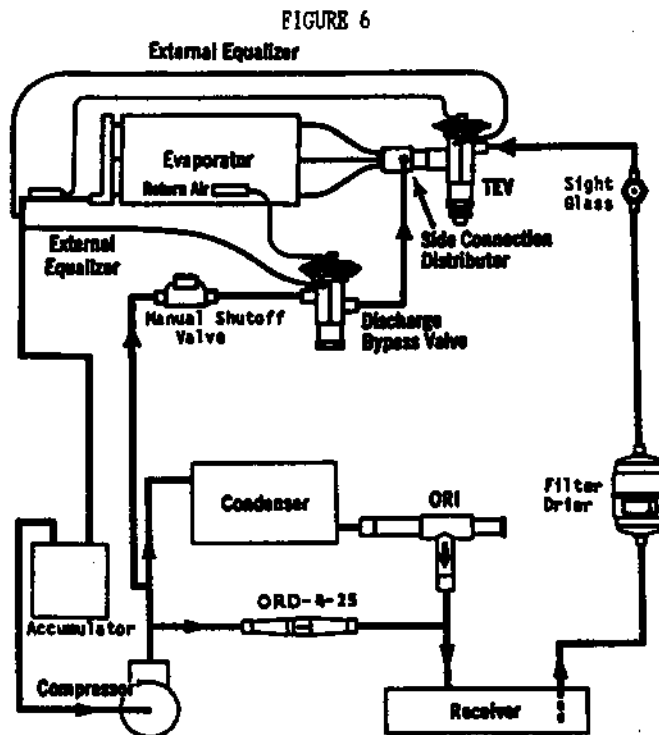 FIGURE 6
External Equalizer
Evaporator
Return Air
TEV
Sight
Glass
Side Connection
Distributor
External
Equalizer
Manual Shutoff
Valve
Discharge
Bypass Valve
Condenser
ORI
Filter
Drier
ORD-4-25
Accumulator
Compressor
Receiver